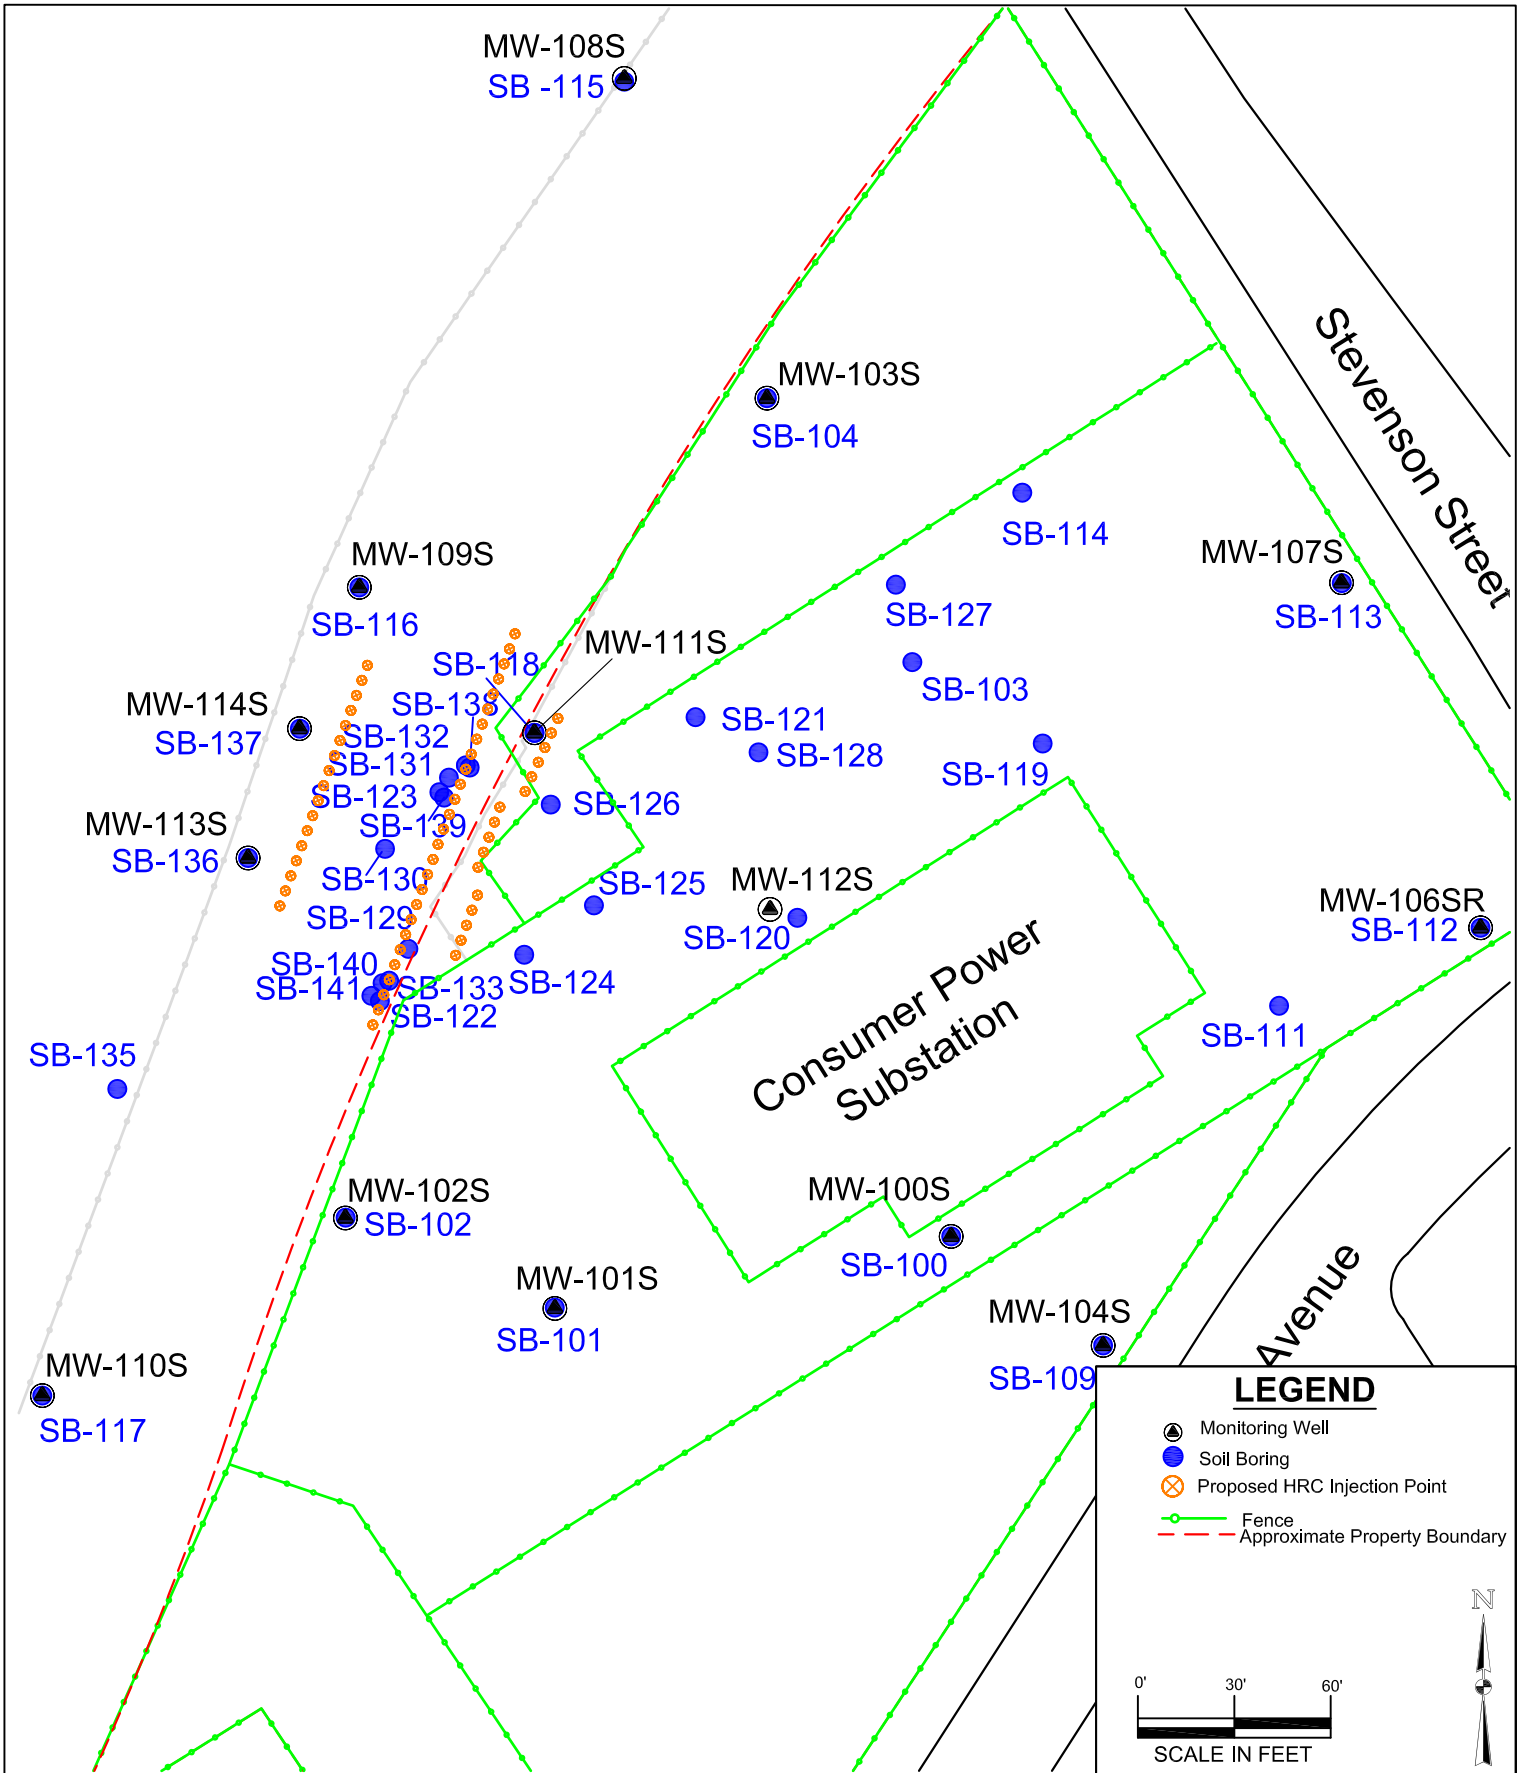 MW-108S
SB -115
MW-103S
SB-104
Stevenson Street
SB-114
MW-109S
MW-107S
SB-116
SB-127
SB-113
MW-111S
SB-118
SB-103
MW-114S
SB-138
SB-137
SB-132
SB-121
SB-131
SB-128
SB-119
SB-123
SB-126
MW-113S
SB-139
SB-136
SB-130
SB-125
MW-112S
SB-129
SB-120
MW-106SR
SB-112
SB-140
SB-141
SB-133
SB-124
SB-122
Consumer Power
Substation
SB-111
SB-135
MW-102S
SB-102
MW-100S
SB-100
MW-101S
SB-101
MW-104S
SB-109
Avenue
MW-110S
SB-117
LEGEND
Monitoring Well
Soil Boring
Proposed HRC Injection Point
Fence
Approximate Property Boundary
N
0' 30' 60'
SCALE IN FEET